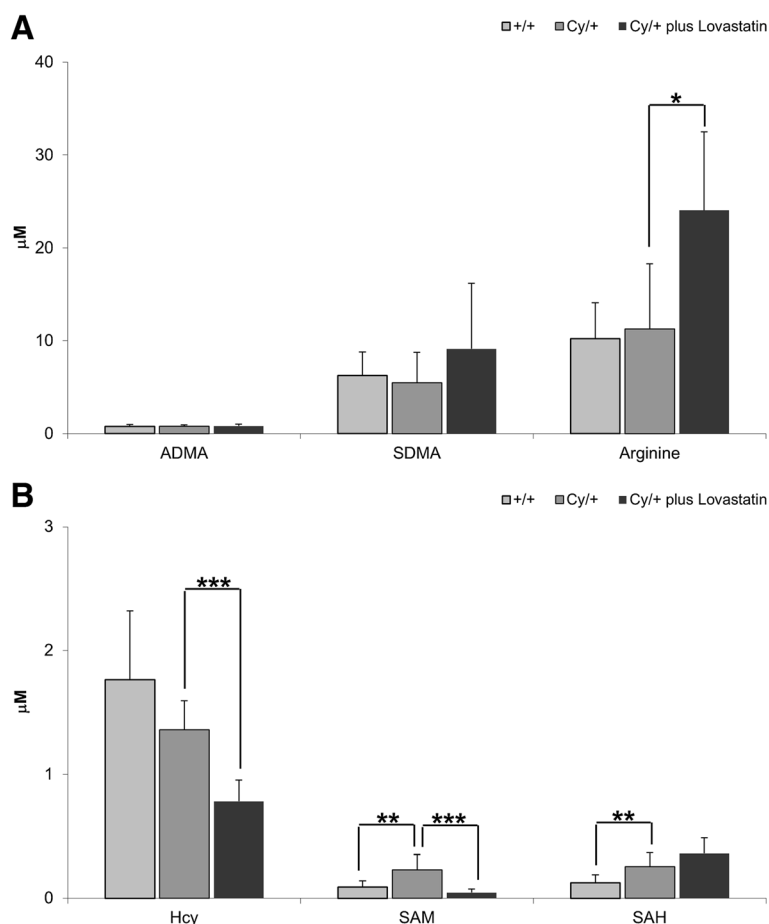 A
+/+ Cy/+ Cy/+ plus Lovastatin
40
*
30
μM
20
10
0
ADMA SDMA Arginine
B
+/+ Cy/+ Cy/+ plus Lovastatin
3
***
2
μM
1
** *** **
0
Hcy SAM SAH